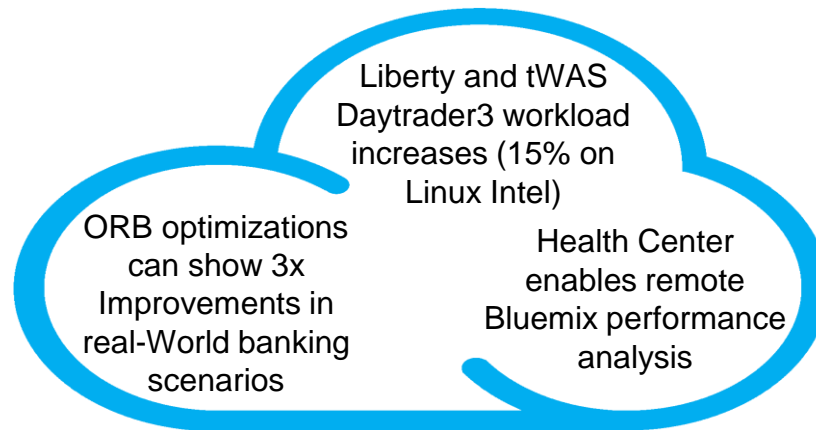 Liberty and tWAS
Daytrader3 workload
increases (15% on
Linux Intel)
ORB optimizations
can show 3x
Improvements in
real-World banking
scenarios
Health Center
enables remote
Bluemix performance
analysis